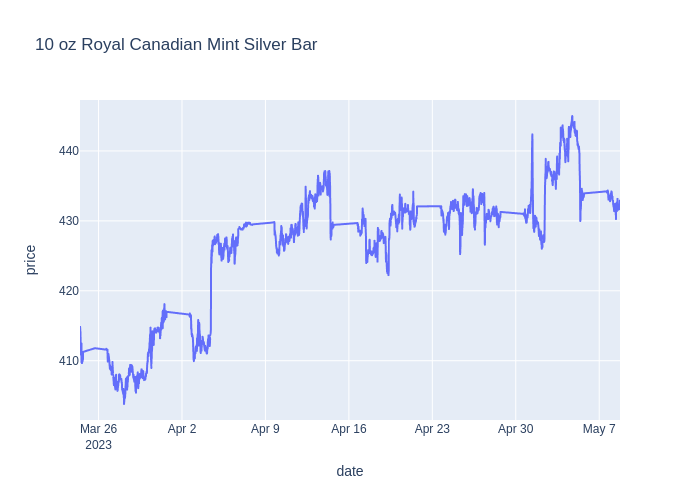 10 oz Royal Canadian Mint Silver Bar
price
440
430
420
410
Mar 26 Apr 2 Apr 9 Apr 16 Apr 23 Apr 30 May 7
2023
date